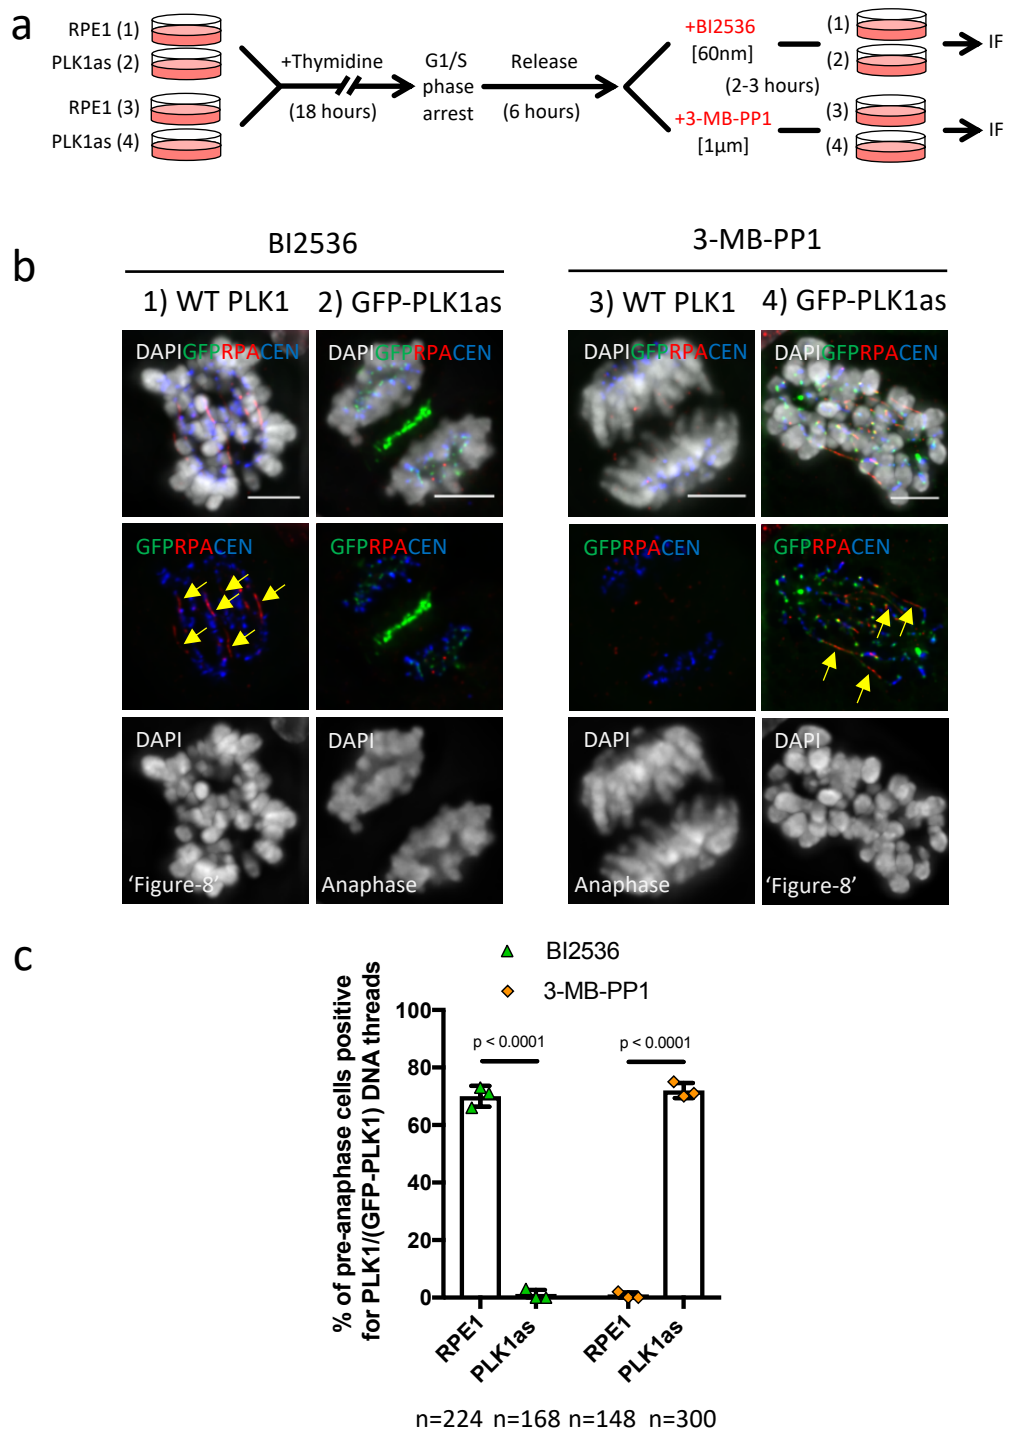 a
RPE1 (1)
PLK1as (2)
RPE1 (3)
PLK1as (4)
+Thymidine
(18 hours)
G1/S
phase
arrest
Release
(6 hours)
+BI2536
[60nm]
(2-3 hours)
+3-MB-PP1
[1µm]
(1)
(2)
(3)
(4)
IF
IF
b
BI2536
3-MB-PP1
1) WT PLK1
2) GFP-PLK1as
3) WT PLK1
4) GFP-PLK1as
DAPIGFPRPACEN
DAPIGFPRPACEN
DAPIGFPRPACEN
DAPIGFPRPACEN
GFPRPACEN
GFPRPACEN
GFPRPACEN
GFPRPACEN
DAPI
DAPI
DAPI
DAPI
'Figure-8'
Anaphase
Anaphase
'Figure-8'
c
BI2536
3-MB-PP1
% of pre-anaphase cells positive
for PLK1/(GFP-PLK1) DNA threads
100
80
60
40
20
0
p < 0.0001
p < 0.0001
RPE1
PLK1as
RPE1
PLK1as
n=224 n=168 n=148 n=300